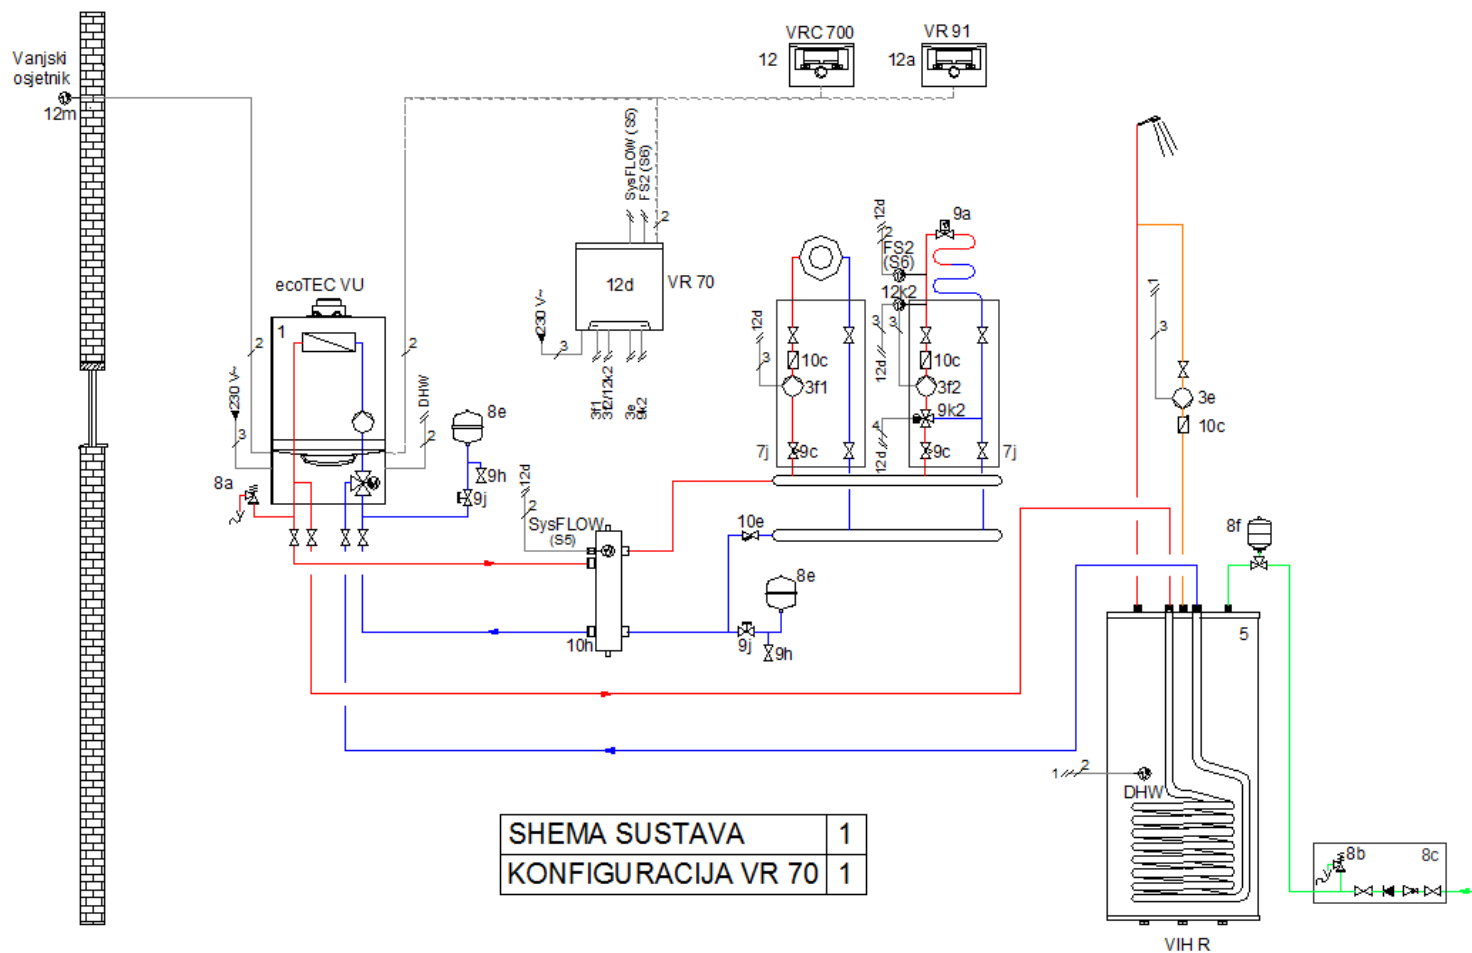 VRC 700
VR 91
12
12a
Vanjski
osjetnik
12m
SysFLOW (S5)
FS2 (S6)
2
12d
VR 70
230 V~
3
3f1
3f2/12k2
3e
9k2
ecoTEC VU
1
2
2
230 V~
3
DHW
2
8a
8e
9h
9j
12d
2
SysFLOW
(S5)
10h
12d
3
10c
3f1
9c
7j
12d
2
FS2
(S6)
9a
12k2
3
3
12d
10c
3f2
9k2
4
12d
9c
7j
10e
8e
9j
9h
1
3
3e
10c
8f
5
1
2
DHW
VIH R
8b
8c
SHEMA SUSTAVA 1
KONFIGURACIJA VR 70 1